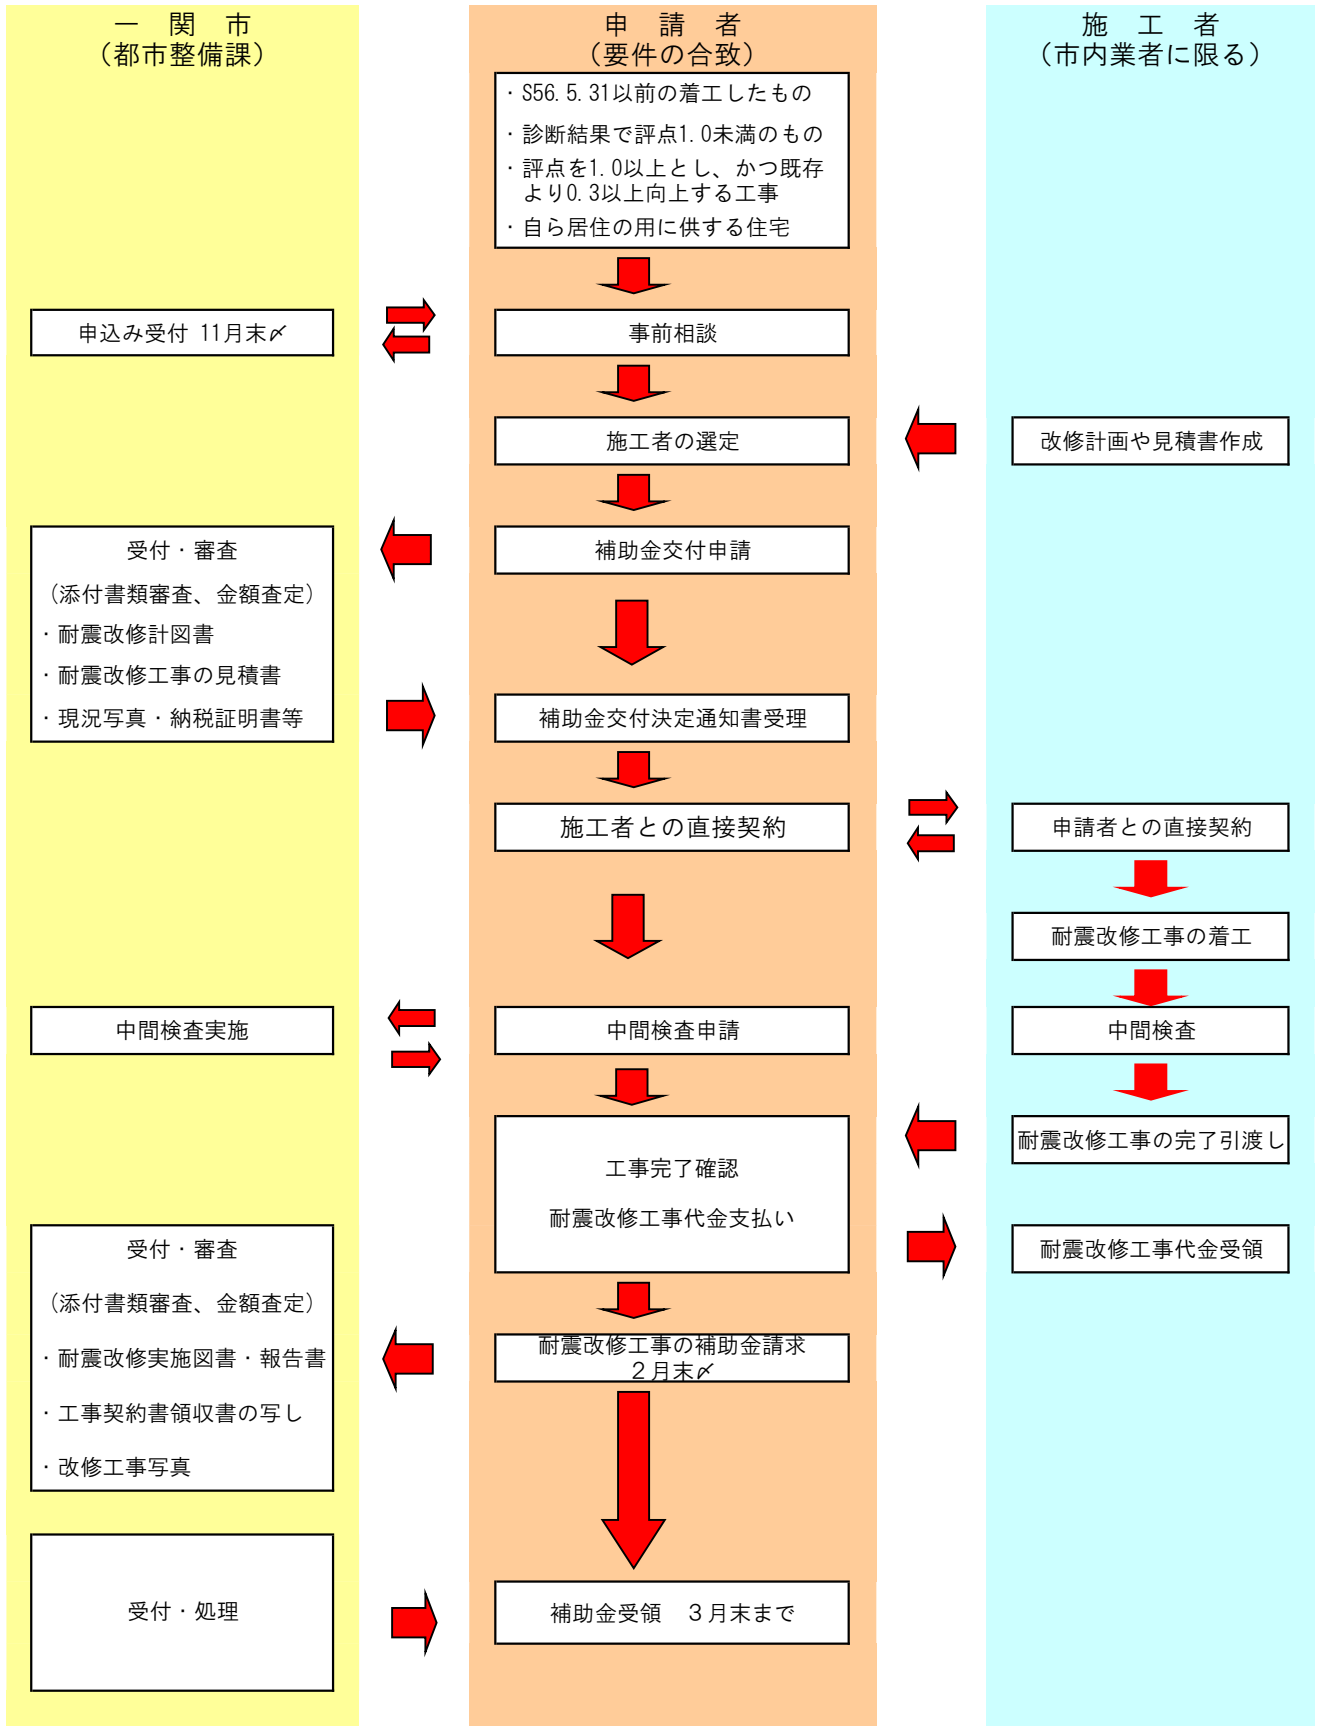 一　関　市
（都市整備課）
申　請　者
（要件の合致）
施　工　者
（市内業者に限る）
・S56.5.31以前の着工したもの
・診断結果で評点1.0未満のもの
・評点を1.0以上とし、かつ既存
より0.3以上向上する工事
・自ら居住の用に供する住宅
申込み受付 11月末〆
事前相談
施工者の選定
改修計画や見積書作成
受付・審査
（添付書類審査、金額査定）
・耐震改修計図書
・耐震改修工事の見積書
・現況写真・納税証明書等
補助金交付申請
補助金交付決定通知書受理
施工者との直接契約
申請者との直接契約
耐震改修工事の着工
中間検査実施
中間検査申請
中間検査
耐震改修工事の完了引渡し
工事完了確認
耐震改修工事代金支払い
耐震改修工事代金受領
受付・審査
（添付書類審査、金額査定）
・耐震改修実施図書・報告書
・工事契約書領収書の写し
・改修工事写真
耐震改修工事の補助金請求
２月末〆
受付・処理
補助金受領　３月末まで